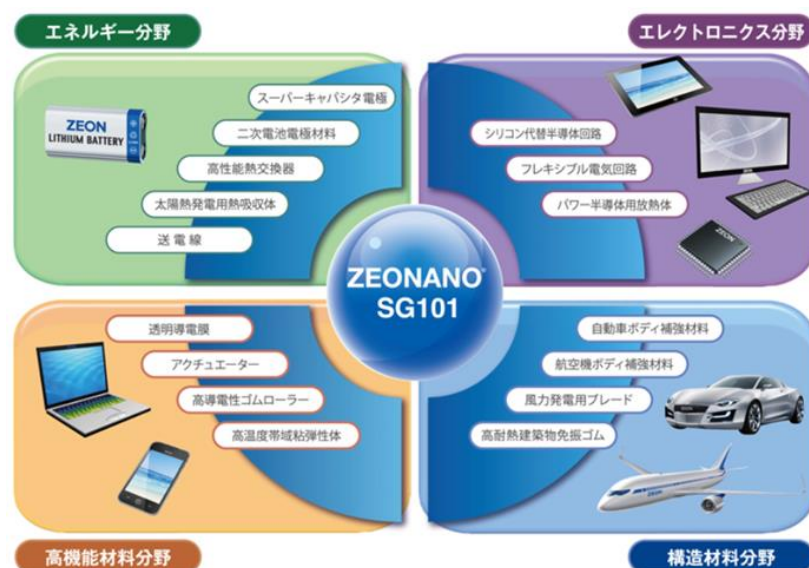 エネルギー分野
ZEON
LITHIUM BATTERY
スーパーキャパシタ電極
二次電池電極材料
高性能熱交換器
太陽熱発電用熱吸収体
送電線
エレクトロニクス分野
シリコン代替半導体回路
フレキシブル電気回路
パワー半導体用放熱体
ZEON
ZEONANO®
SG101
透明導電膜
アクチュエーター
高導電性ゴムローラー
高温度帯域粘弾性体
高機能材料分野
自動車ボディ補強材料
航空機ボディ補強材料
風力発電用ブレード
高耐熱建築物免振ゴム
ZEON
構造材料分野